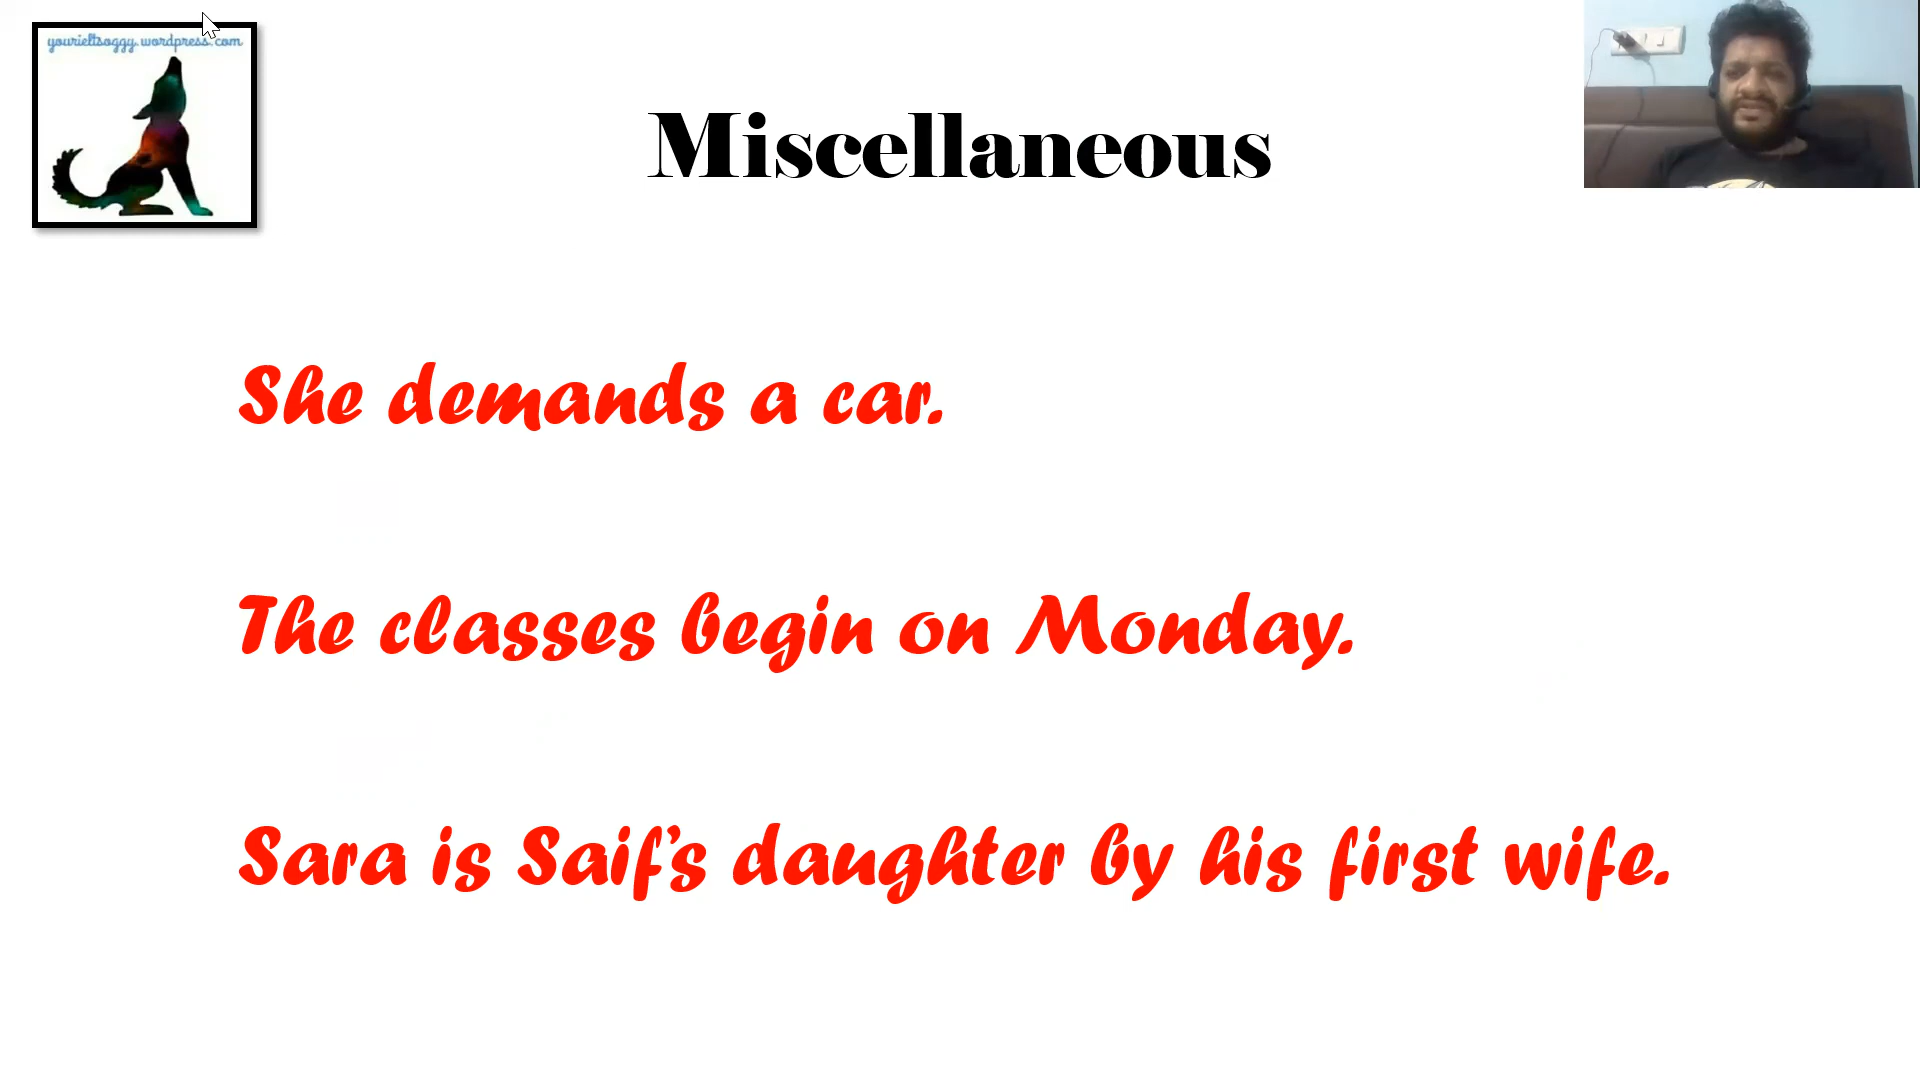 yourieltsoggy.wordpress.com
Miscellaneous
She demands a car.
The classes begin on Monday.
Sara is Saif's daughter by his first wife.